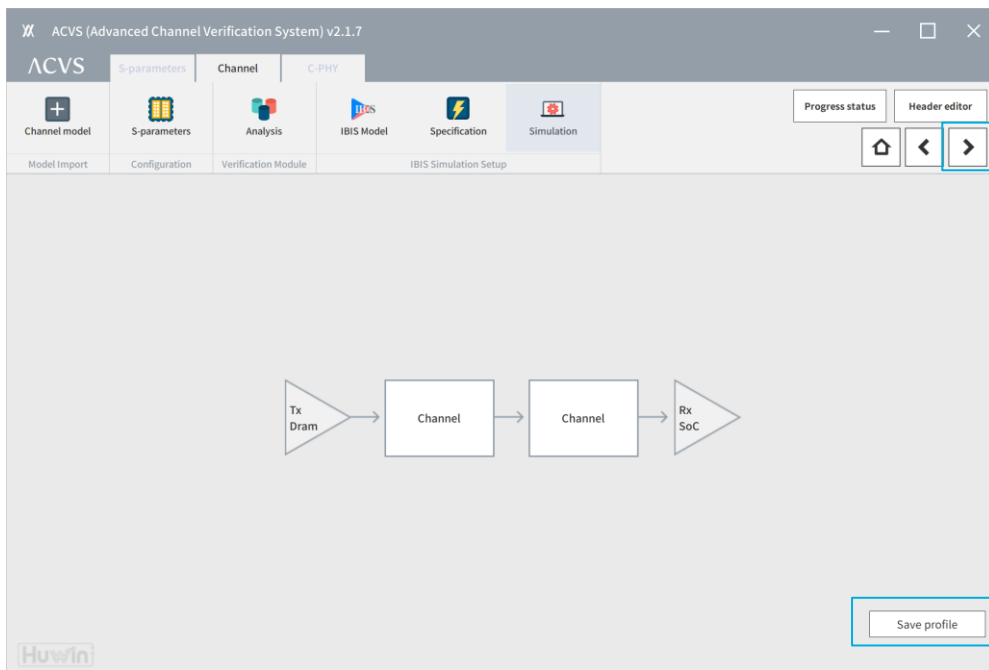 ACVS (Advanced Channel Verification System) v2.1.7
ACVS
S-parameters
Channel
C-PHY
Channel model
S-parameters
Analysis
IBIS
IBIS Model
Specification
Simulation
Progress status
Header editor
Model Import
Configuration
Verification Module
IBIS Simulation Setup
Tx
Dram
Channel
Channel
Rx
SoC
Save profile
Huwin